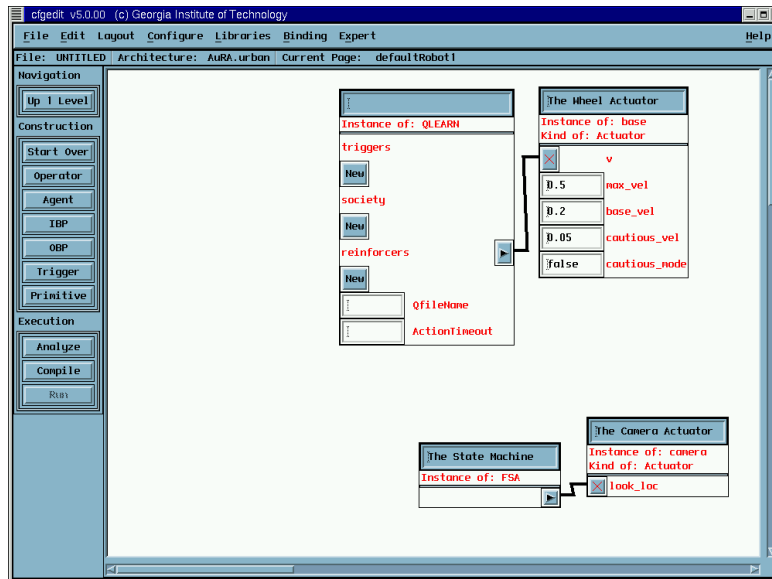 cfgedit v5.0.00 (c) Georgia Institute of Technology
File Edit Layout Configure Libraries Binding Expert Help
File: UNTITLED Architecture: AuRA.urban Current Page: defaultRobot1
Navigation
Up 1 Level
Construction
Start Over
Operator
Agent
IBP
OBP
Trigger
Primitive
Execution
Analyze
Compile
Run
Instance of: QLEARN
triggers
New
society
New
reinforcers
New
QfileName
ActionTimeout
The Wheel Actuator
Instance of: base
Kind of: Actuator
v
0.5 max_vel
0.2 base_vel
0.05 cautious_vel
false cautious_mode
The State Machine
Instance of: FSA
The Camera Actuator
Instance of: camera
Kind of: Actuator
look_loc